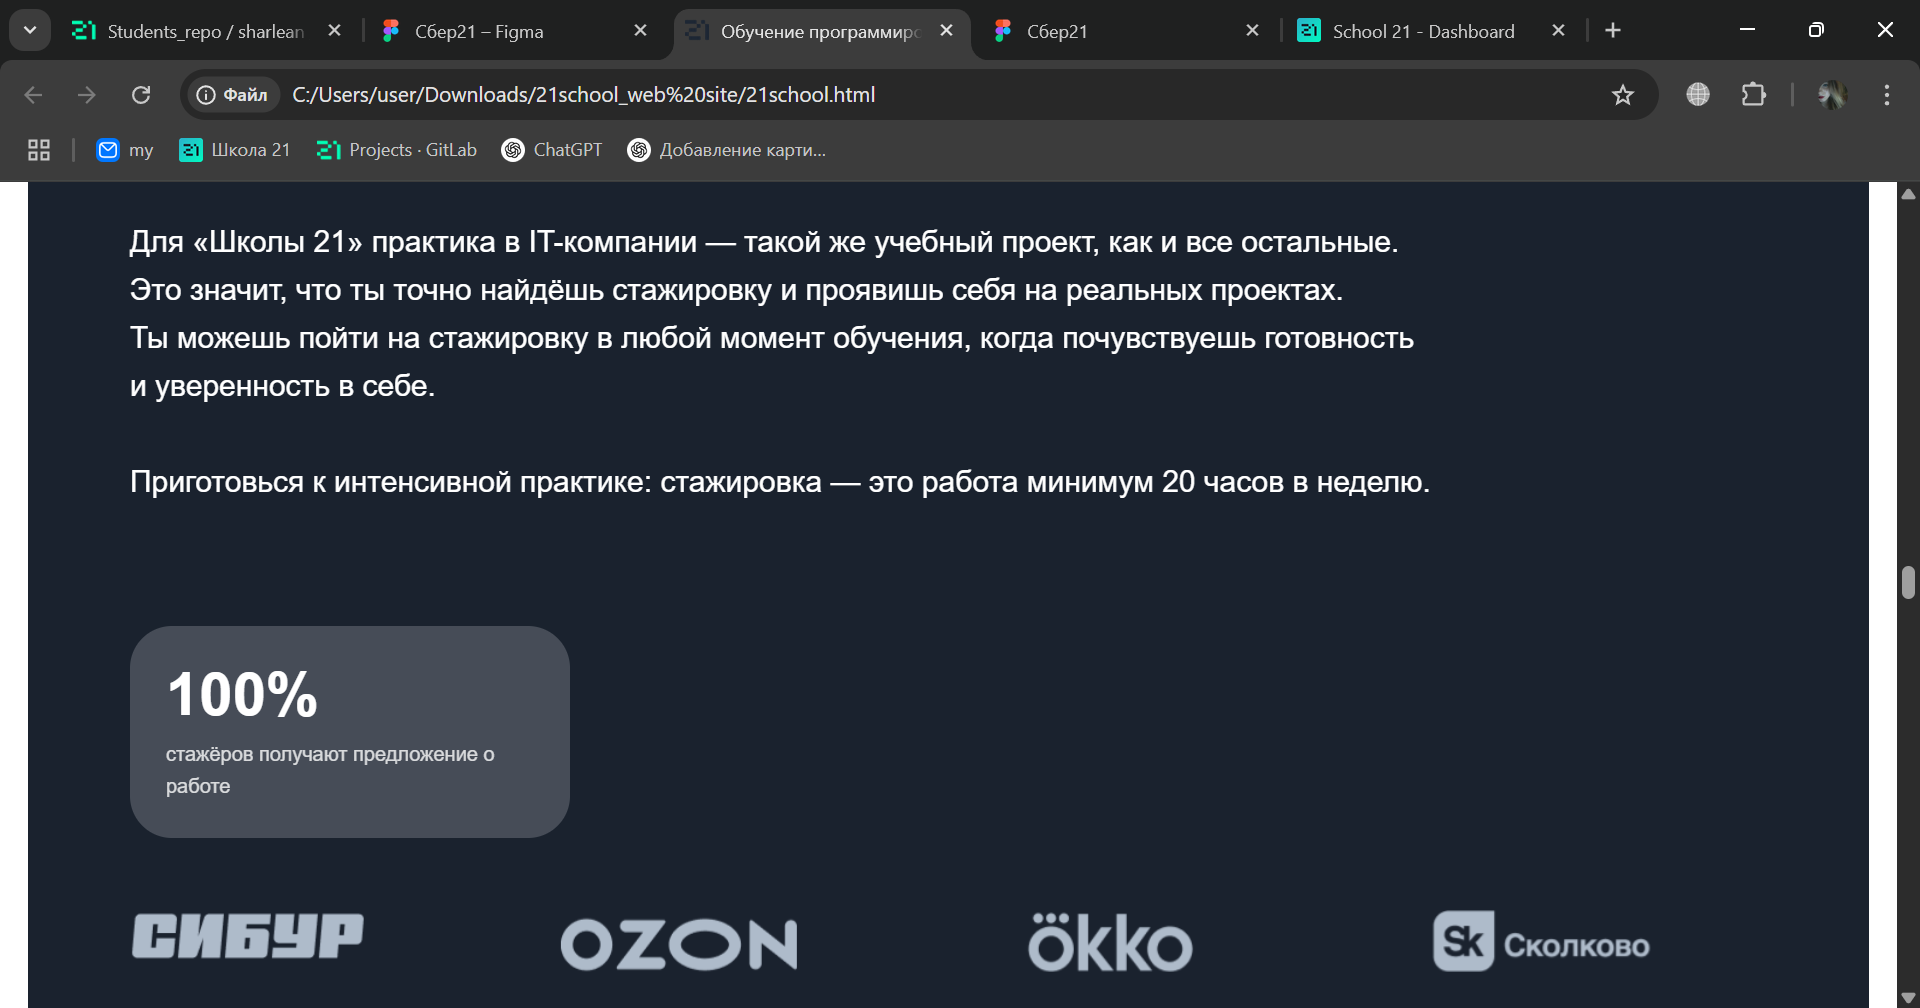 Students_repo / sharlean
Сбер21 – Figma
Обучение программирс
Сбер21
School 21 - Dashboard
Файл
C:/Users/user/Downloads/21school_web%20site/21school.html
my
Школа 21
Projects · GitLab
ChatGPT
Добавление карти...
Для «Школы 21» практика в IT-компании — такой же учебный проект, как и все остальные.
Это значит, что ты точно найдёшь стажировку и проявишь себя на реальных проектах.
Ты можешь пойти на стажировку в любой момент обучения, когда почувствуешь готовность
и уверенность в себе.
Приготовься к интенсивной практике: стажировка — это работа минимум 20 часов в неделю.
100%
стажёров получают предложение о
работе
СИБУР
OZON
ökko
Sk Сколково